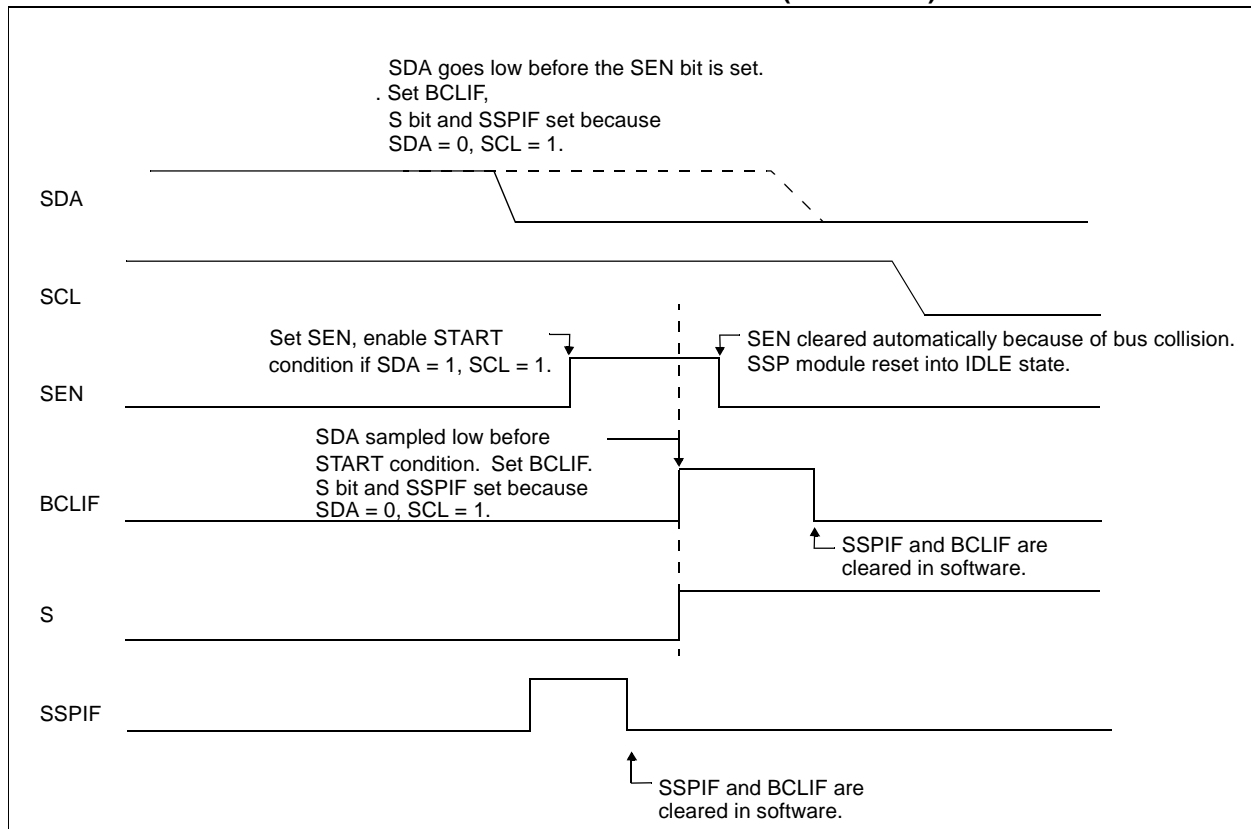 SDA goes low before the SEN bit is set.
. Set BCLIF,
S bit and SSPIF set because
SDA = 0, SCL = 1.
SDA
SCL
Set SEN, enable START
condition if SDA = 1, SCL = 1.
SEN cleared automatically because of bus collision.
SSP module reset into IDLE state.
SEN
SDA sampled low before
START condition. Set BCLIF.
S bit and SSPIF set because
SDA = 0, SCL = 1.
BCLIF
SSPIF and BCLIF are
cleared in software.
S
SSPIF
SSPIF and BCLIF are
cleared in software.